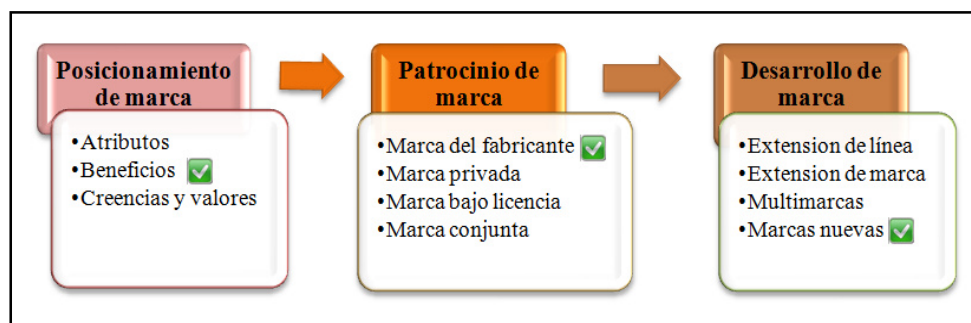 Posicionamiento
de marca
•Atributos
•Beneficios ✅
•Creencias y valores
Patrocinio de
marca
•Marca del fabricante ✅
•Marca privada
•Marca bajo licencia
•Marca conjunta
Desarrollo de
marca
•Extension de línea
•Extension de marca
•Multimarcas
•Marcas nuevas ✅